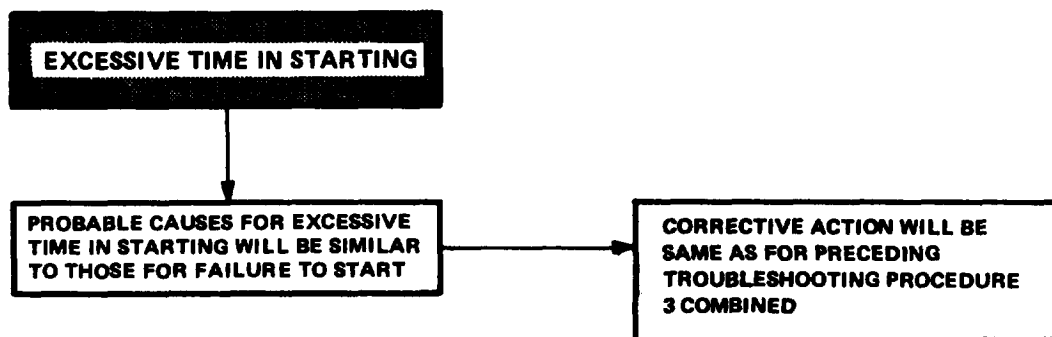 EXCESSIVE TIME IN STARTING
PROBABLE CAUSES FOR EXCESSIVE
TIME IN STARTING WILL BE SIMILAR
TO THOSE FOR FAILURE TO START
CORRECTIVE ACTION WILL BE
SAME AS FOR PRECEDING
TROUBLESHOOTING PROCEDURE
3 COMBINED